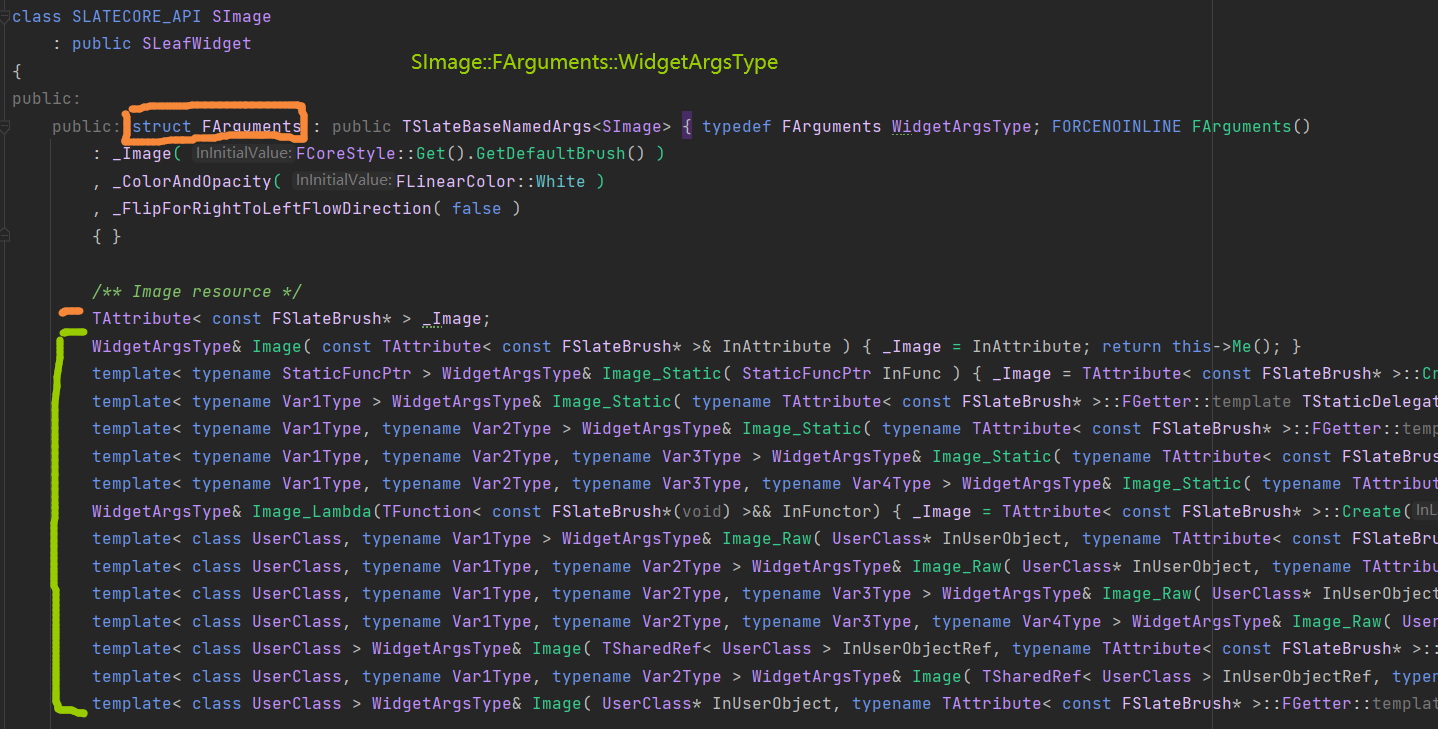 class SLATECORE_API SImage
: public SLeafWidget
SImage::FArguments::WidgetArgsType
{
public:
public: struct FArguments : public TSlateBaseNamedArgs<SImage> { typedef FArguments WidgetArgsType; FORCENOINLINE FArguments()
: _Image( InInitialValue: FCoreStyle::Get().GetDefaultBrush() )
, _ColorAndOpacity( InInitialValue: FLinearColor::White )
, _FlipForRightToLeftFlowDirection( false )
{ }
/** Image resource */
TAttribute< const FSlateBrush* > _Image;
WidgetArgsType& Image( const TAttribute< const FSlateBrush* >& InAttribute ) { _Image = InAttribute; return this->Me(); }
template< typename StaticFuncPtr > WidgetArgsType& Image_Static( StaticFuncPtr InFunc ) { _Image = TAttribute< const FSlateBrush* >::Cr
template< typename Var1Type > WidgetArgsType& Image_Static( typename TAttribute< const FSlateBrush* >::FGetter::template TStaticDelegat
template< typename Var1Type, typename Var2Type > WidgetArgsType& Image_Static( typename TAttribute< const FSlateBrush* >::FGetter::temp
template< typename Var1Type, typename Var2Type, typename Var3Type > WidgetArgsType& Image_Static( typename TAttribute< const FSlateBrus
template< typename Var1Type, typename Var2Type, typename Var3Type, typename Var4Type > WidgetArgsType& Image_Static( typename TAttribut
WidgetArgsType& Image_Lambda(TFunction< const FSlateBrush*(void) >&& InFunctor) { _Image = TAttribute< const FSlateBrush* >::Create( InL
template< class UserClass, typename Var1Type > WidgetArgsType& Image_Raw( UserClass* InUserObject, typename TAttribute< const FSlateBru
template< class UserClass, typename Var1Type, typename Var2Type > WidgetArgsType& Image_Raw( UserClass* InUserObject, typename TAttribu
template< class UserClass, typename Var1Type, typename Var2Type, typename Var3Type > WidgetArgsType& Image_Raw( UserClass* InUserObject
template< class UserClass, typename Var1Type, typename Var2Type, typename Var3Type, typename Var4Type > WidgetArgsType& Image_Raw( User
template< class UserClass > WidgetArgsType& Image( TSharedRef< UserClass > InUserObjectRef, typename TAttribute< const FSlateBrush* >::
template< class UserClass, typename Var1Type, typename Var2Type > WidgetArgsType& Image( TSharedRef< UserClass > InUserObjectRef, typen
template< class UserClass > WidgetArgsType& Image( UserClass* InUserObject, typename TAttribute< const FSlateBrush* >::FGetter::templat